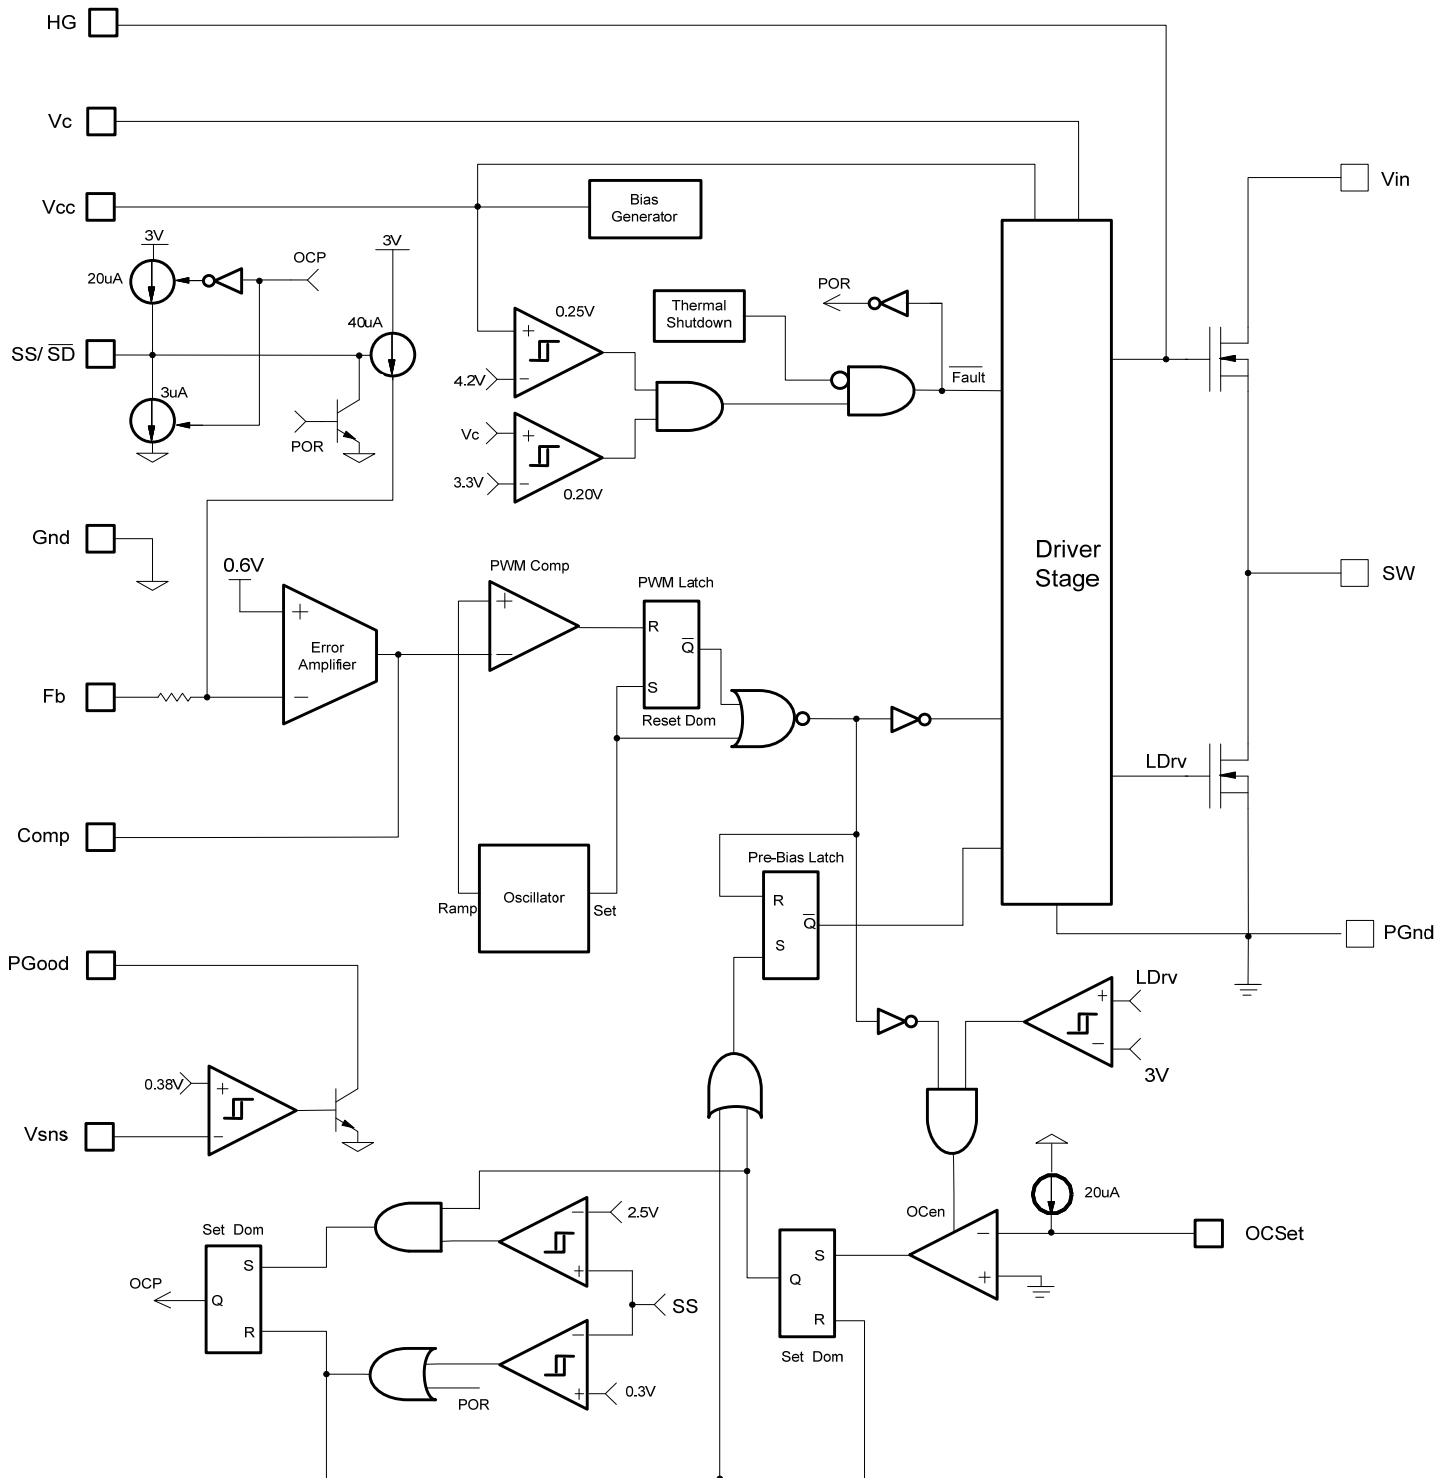 HG
Vc
Vcc
Bias
Generator
Vin
3V
3V
OCP
20uA
40uA
SS/ SD
3uA
POR
0.25V
4.2V
Vc
3.3V
0.20V
Thermal
Shutdown
POR
Fault
Gnd
0.6V
Error
Amplifier
Fb
PWM Comp
+
−
PWM Latch
R
Q
S
Reset Dom
Driver
Stage
SW
LDrv
Comp
Oscillator
Ramp
Set
Pre-Bias Latch
R
Q
S
PGnd
PGood
LDrv
+
−
3V
0.38V
+
−
Vsns
20uA
OCen
−
+
OCSet
Set Dom
S
Q
R
OCP
−
2.5V
+
SS
−
+
0.3V
POR
S
Q
R
Set Dom